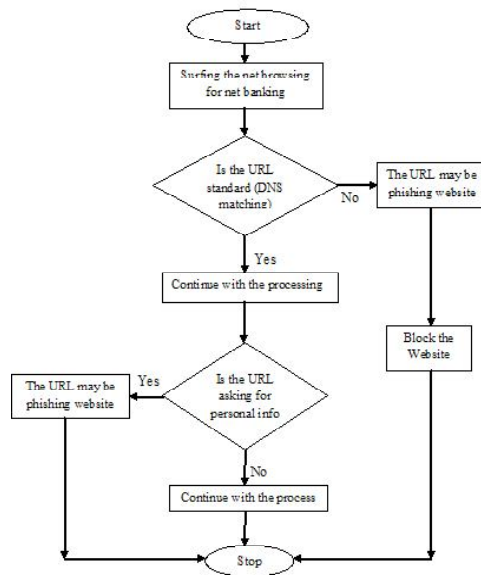 Start
Surfing the net browsing
for net banking
Is the URL
standard (DNS
matching)
No
The URL may be
phishing website
Yes
Continue with the processing
Block the
Website
Is the URL
asking for
personal info
Yes
The URL may be
phishing website
No
Continue with the process
Stop